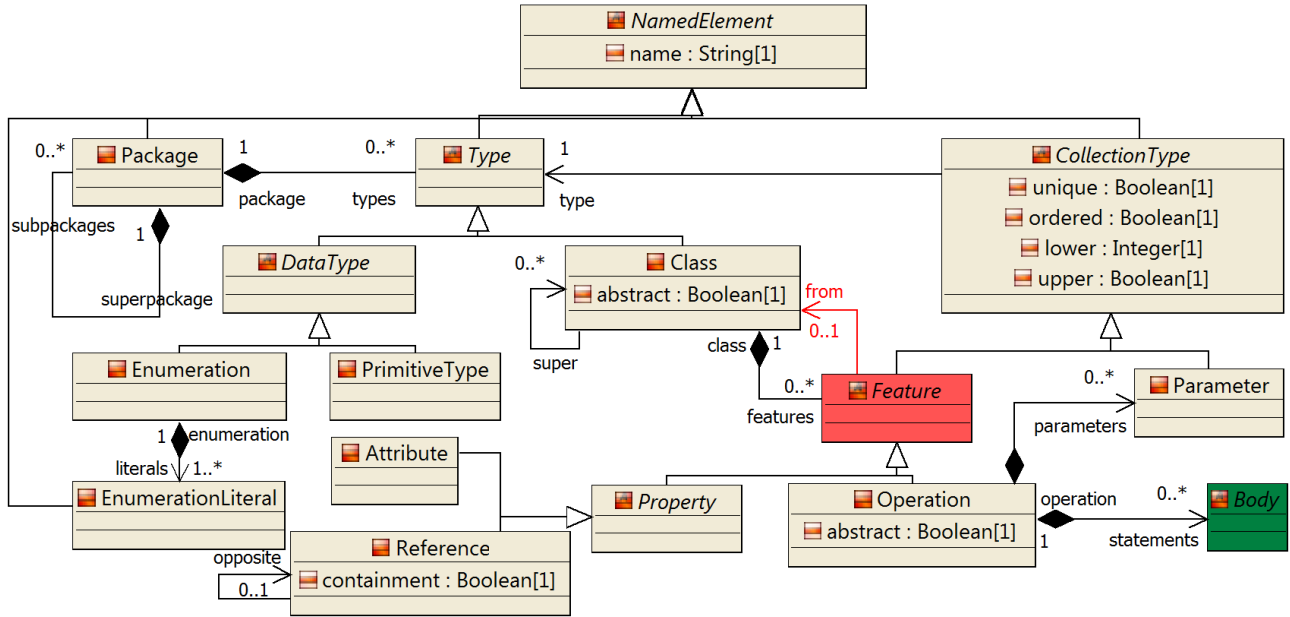 NamedElement
name : String[1]
0..*
Package
1
0..*
Type
1
CollectionType
package
types
type
unique : Boolean[1]
ordered : Boolean[1]
lower : Integer[1]
upper : Boolean[1]
subpackages
1
superpackage
DataType
0..*
Class
abstract : Boolean[1]
from
0..1
super
class
1
Enumeration
PrimitiveType
0..*
features
Feature
0..*
Parameter
parameters
1
enumeration
literals
1..*
Attribute
EnumerationLiteral
Property
Operation
abstract : Boolean[1]
operation
1
0..*
statements
Body
opposite
0..1
Reference
containment : Boolean[1]